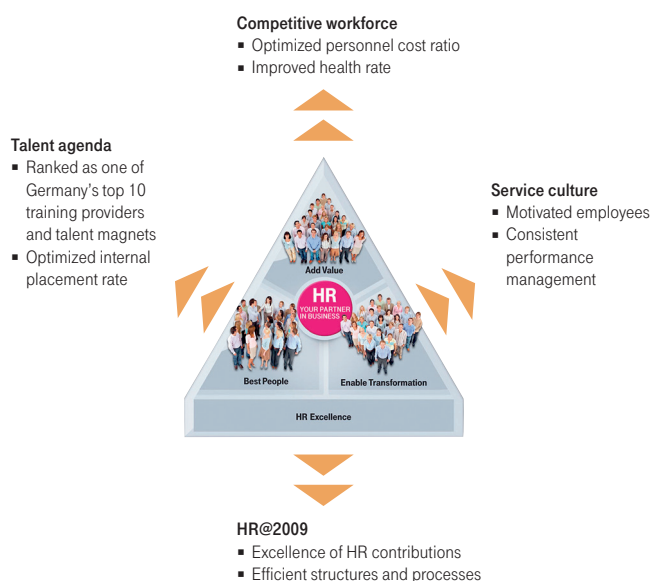 Competitive workforce
▪ Optimized personnel cost ratio
▪ Improved health rate
Talent agenda
▪ Ranked as one of
Germany's top 10
training providers
and talent magnets
▪ Optimized internal
placement rate
Service culture
▪ Motivated employees
▪ Consistent
performance
management
Add Value
HR
YOUR PARTNER
IN BUSINESS
Best People
Enable Transformation
HR Excellence
HR@2009
▪ Excellence of HR contributions
▪ Efficient structures and processes